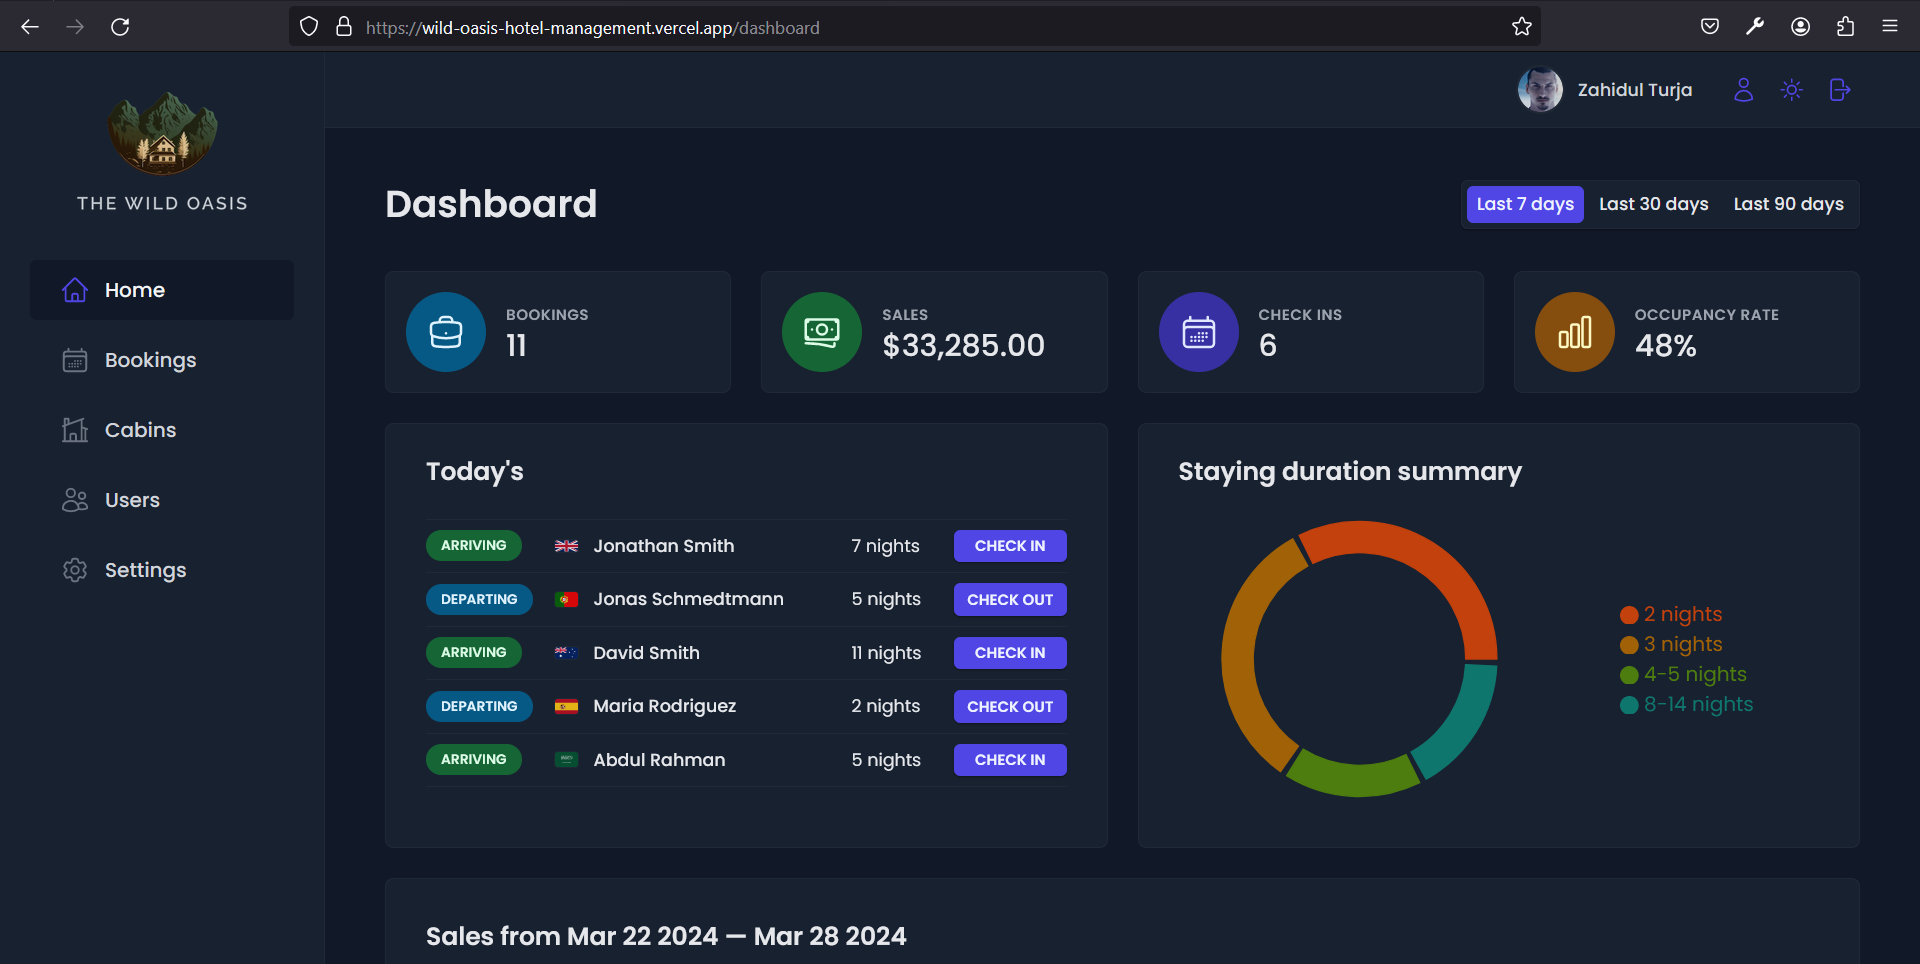 https://wild-oasis-hotel-management.vercel.app/dashboard
Zahidul Turja
THE WILD OASIS
Home
Bookings
Cabins
Users
Settings
Dashboard
Last 7 days Last 30 days Last 90 days
BOOKINGS
11
SALES
$33,285.00
CHECK INS
6
OCCUPANCY RATE
48%
Today's
ARRIVING Jonathan Smith 7 nights CHECK IN
DEPARTING Jonas Schmedtmann 5 nights CHECK OUT
ARRIVING David Smith 11 nights CHECK IN
DEPARTING Maria Rodriguez 2 nights CHECK OUT
ARRIVING Abdul Rahman 5 nights CHECK IN
Staying duration summary
2 nights
3 nights
4-5 nights
8-14 nights
Sales from Mar 22 2024 — Mar 28 2024